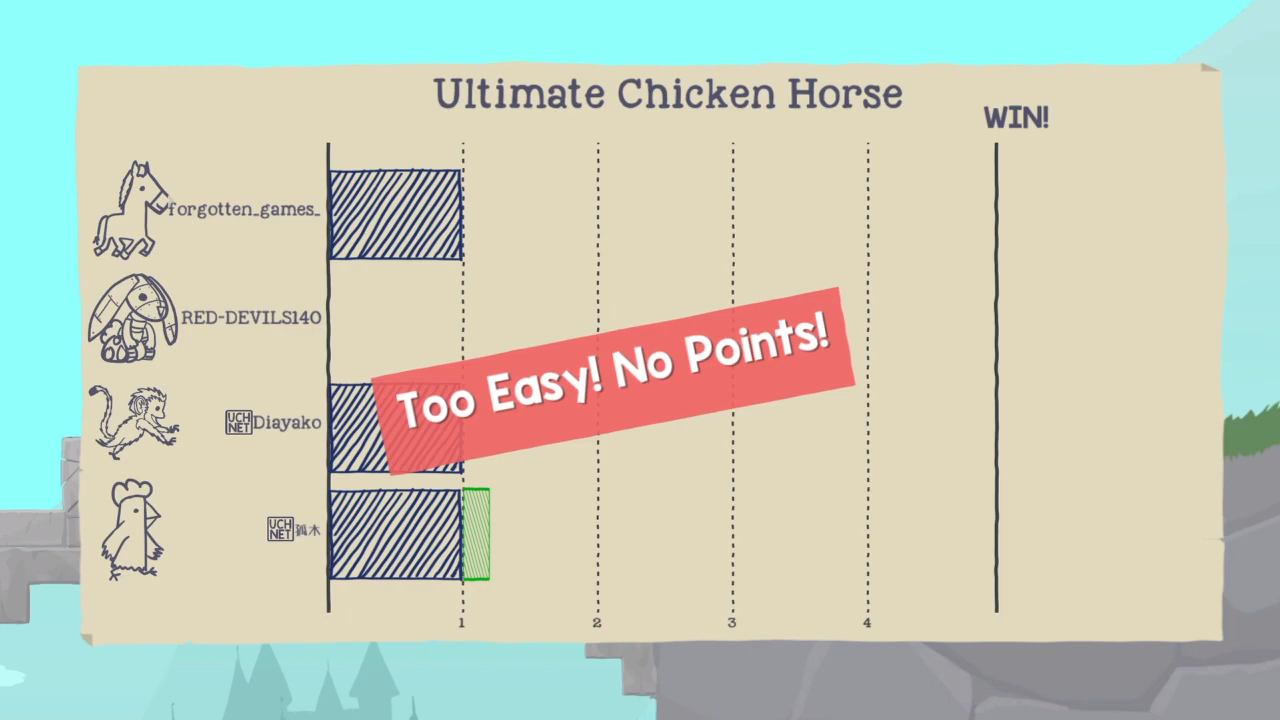 Ultimate Chicken Horse
WIN!
forgotten_games_
RED-DEVILS140
UCH NET Diayako
UCH NET 狐木
Too Easy! No Points!
1 2 3 4